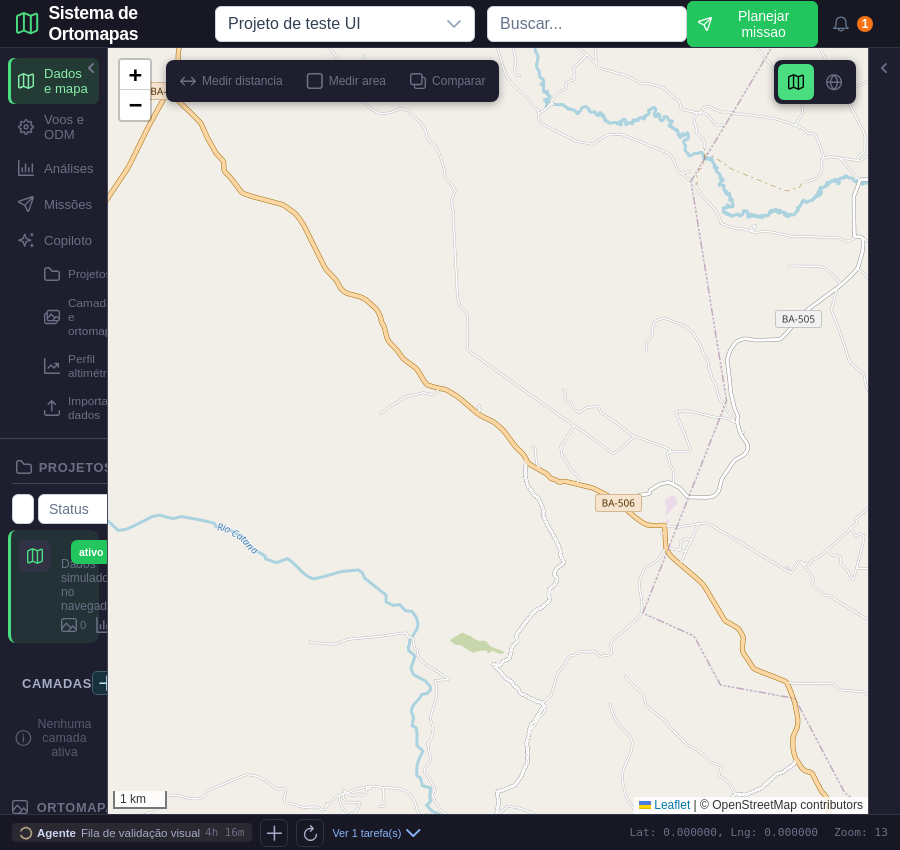 Sistema de
Ortomapas
Projeto de teste UI
Buscar...
Planejar
missao
1
Dados
e mapa
Voos e
ODM
Análises
Missões
Copiloto
Projetos
Camad
e
ortomap
Perfil
altimétr
Importa
dados
PROJETOS
Status
ativo
Dados
simulado
no
navegad
0
CAMADAS
Nenhuma
camada
ativa
ORTOMAPA
+
−
Medir distancia
Medir area
Comparar
BA-
BA-505
BA-506
Rio Catana
1 km
Leaflet | © OpenStreetMap contributors
Agente Fila de validação visual 4h 16m
Ver 1 tarefa(s)
Lat: 0.000000, Lng: 0.000000 Zoom: 13